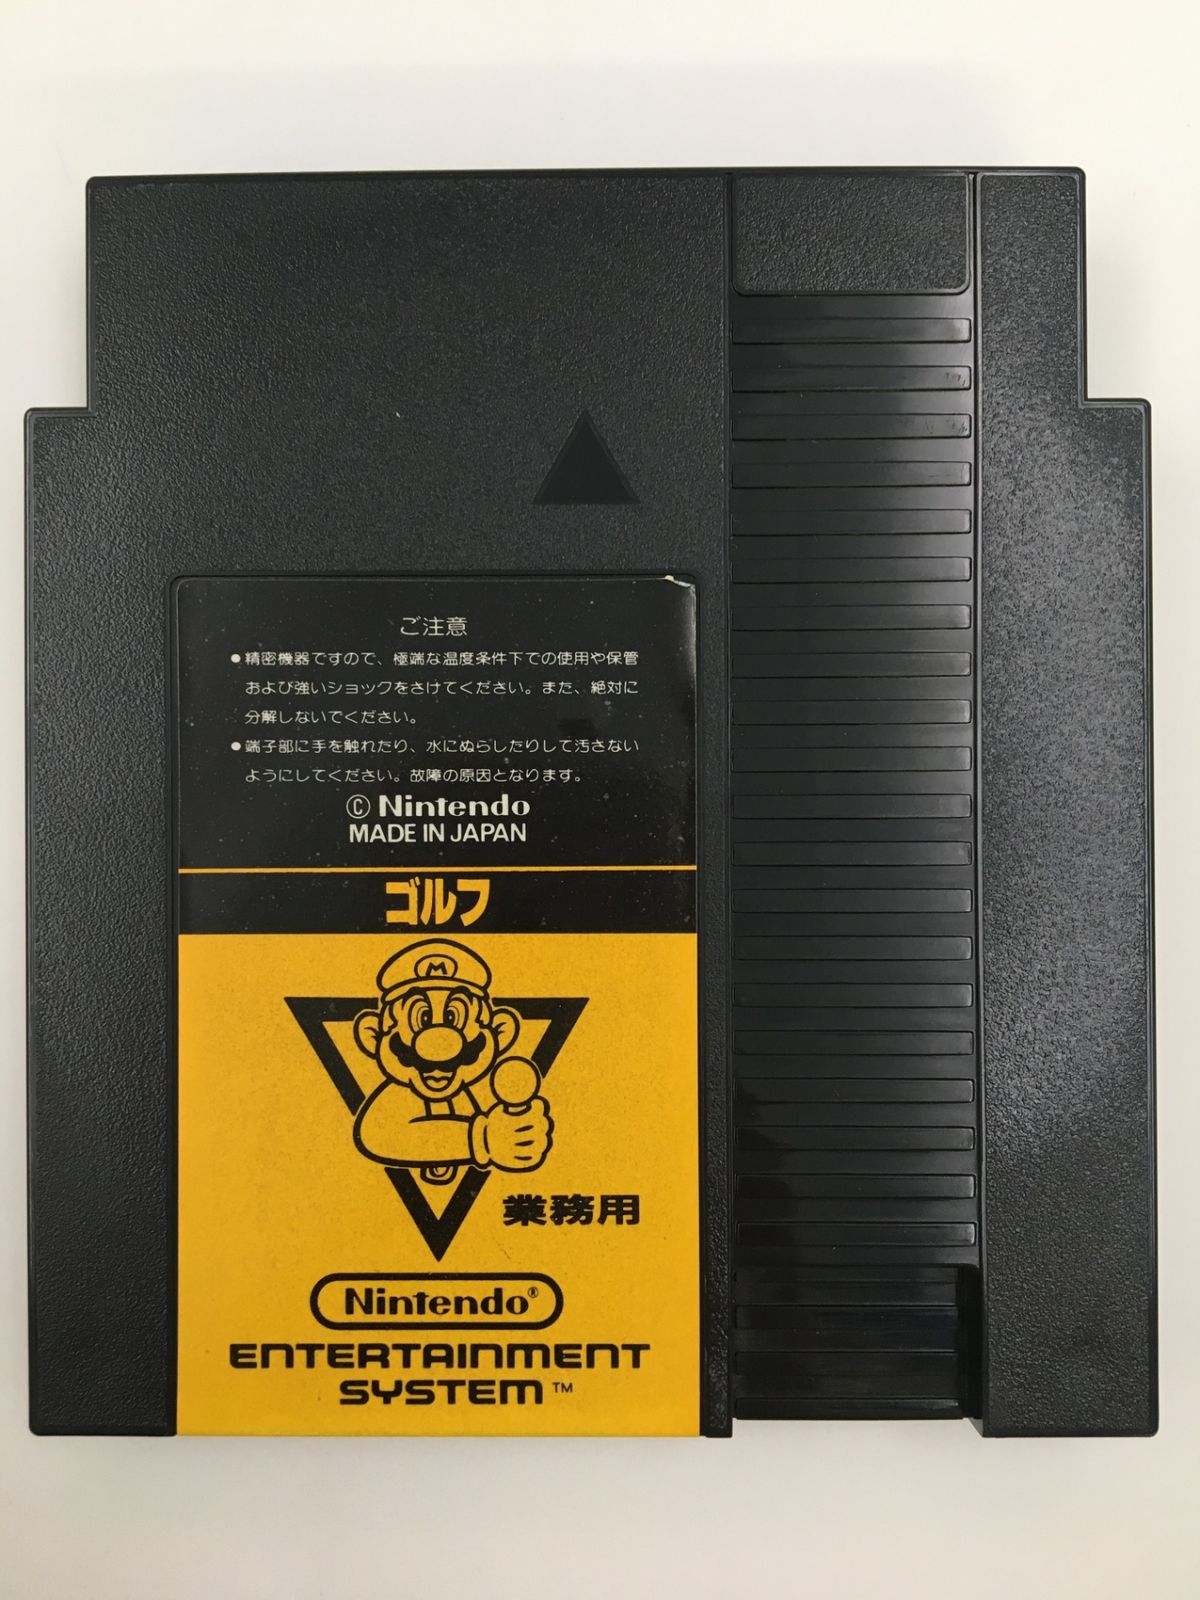 ご注意
●精密機器ですので、極端な温度条件下での使用や保管
および強いショックをさけてください。また、絶対に
分解しないでください。
●端子部に手を触れたり、水にぬらしたりして汚さない
ようにしてください。故障の原因となります。
© Nintendo
MADE IN JAPAN
ゴルフ
M
業務用
Nintendo®
ENTERTAINMENT
SYSTEM™